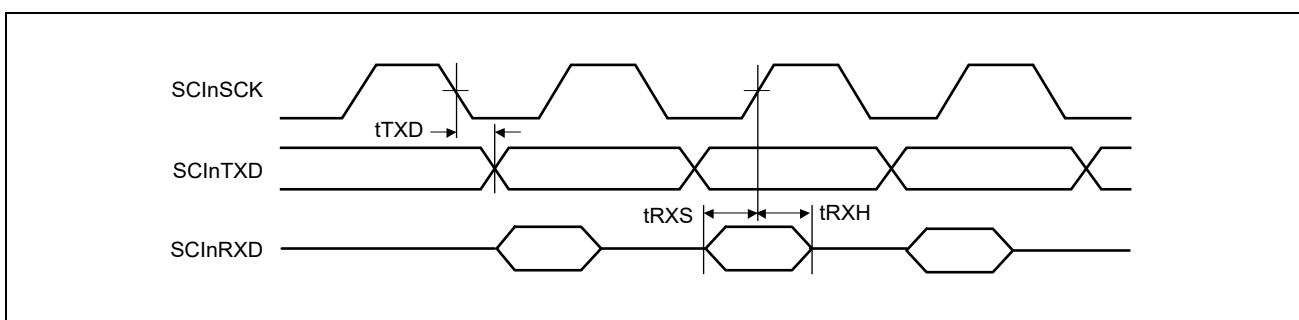 SCInSCK
tTXD
SCInTXD
tRXS
tRXH
SCInRXD